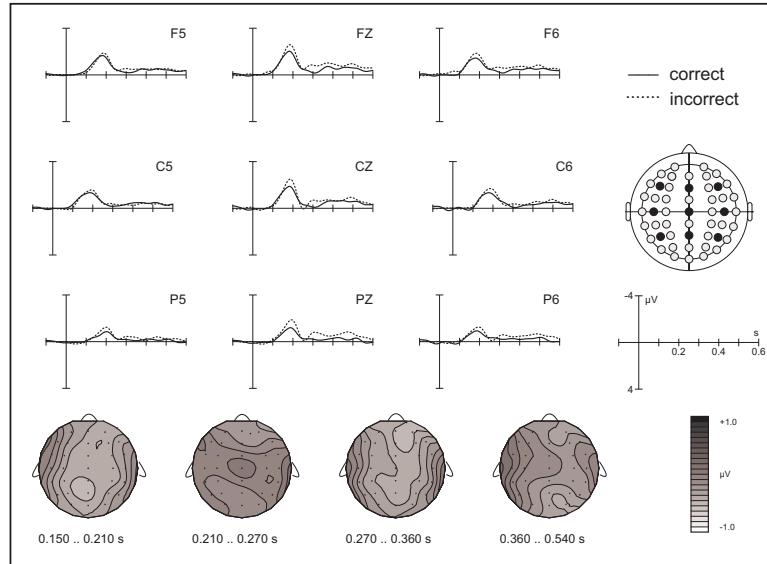 F5 FZ F6
correct
incorrect
C5 CZ C6
P5 PZ P6
-4 µV
s
0.2 0.4 0.6
4
+1.0
µV
-1.0
0.150 .. 0.210 s 0.210 .. 0.270 s 0.270 .. 0.360 s 0.360 .. 0.540 s